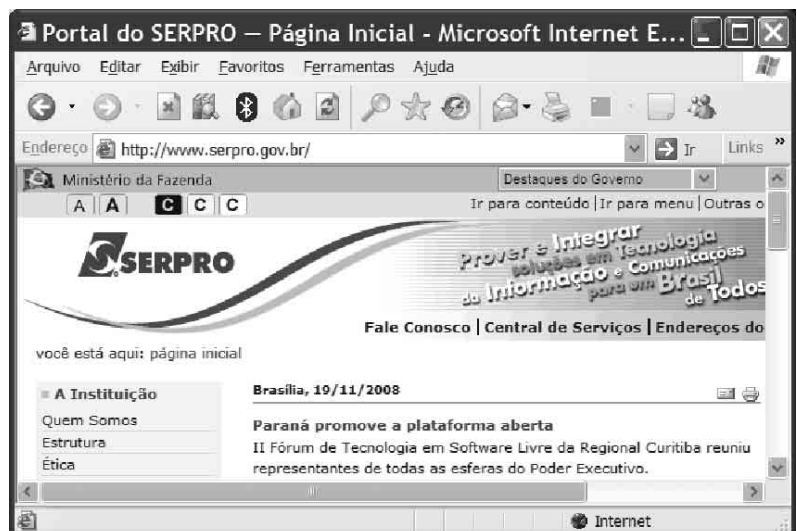 Portal do SERPRO — Página Inicial - Microsoft Internet E...
Arquivo Editar Exibir Favoritos Ferramentas Ajuda
Endereço http://www.serpro.gov.br/ Ir Links »
Ministério da Fazenda Destaques do Governo
A A C C C Ir para conteúdo | Ir para menu | Outras o
SERPRO
Prover e Integrar
soluções em Tecnologia
da Informação e Comunicações
para um Brasil
de Todos
Fale Conosco | Central de Serviços | Endereços do
você está aqui: página inicial
A Instituição
Quem Somos
Estrutura
Ética
Brasília, 19/11/2008
Paraná promove a plataforma aberta
II Fórum de Tecnologia em Software Livre da Regional Curitiba reuniu
representantes de todas as esferas do Poder Executivo.
Internet